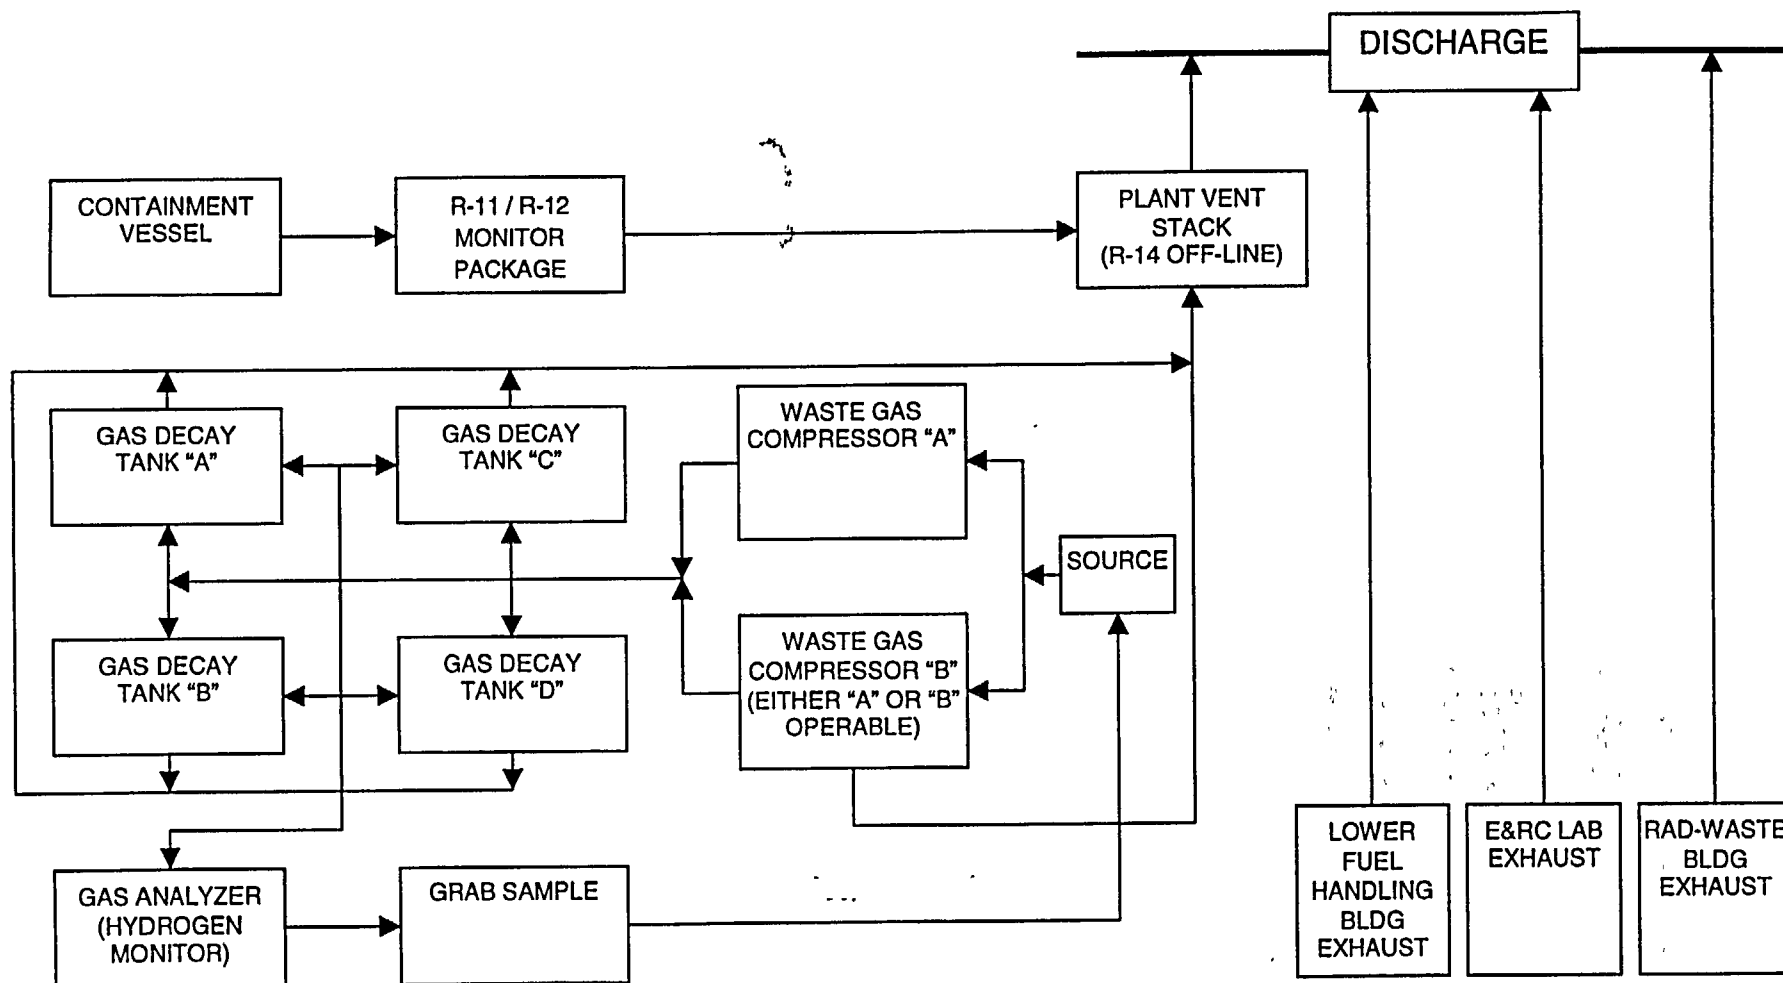 DISCHARGE
CONTAINMENT
VESSEL
R-11 / R-12
MONITOR
PACKAGE
PLANT VENT
STACK
(R-14 OFF-LINE)
GAS DECAY
TANK “A”
GAS DECAY
TANK “C”
WASTE GAS
COMPRESSOR “A”
SOURCE
GAS DECAY
TANK “B”
GAS DECAY
TANK “D”
WASTE GAS
COMPRESSOR “B”
(EITHER “A” OR “B”
OPERABLE)
GAS ANALYZER
(HYDROGEN
MONITOR)
GRAB SAMPLE
LOWER
FUEL
HANDLING
BLDG
EXHAUST
E&RC LAB
EXHAUST
RAD-WASTE
BLDG
EXHAUST